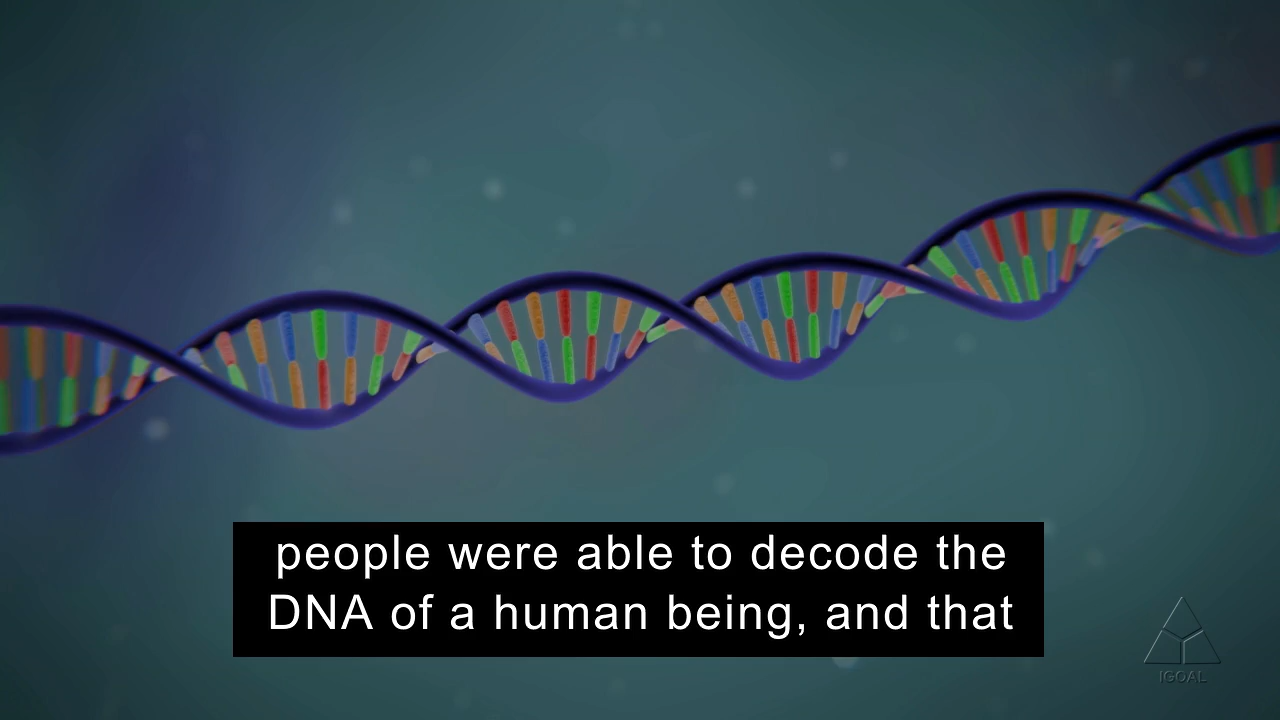 people were able to decode the
DNA of a human being, and that
IGOAL